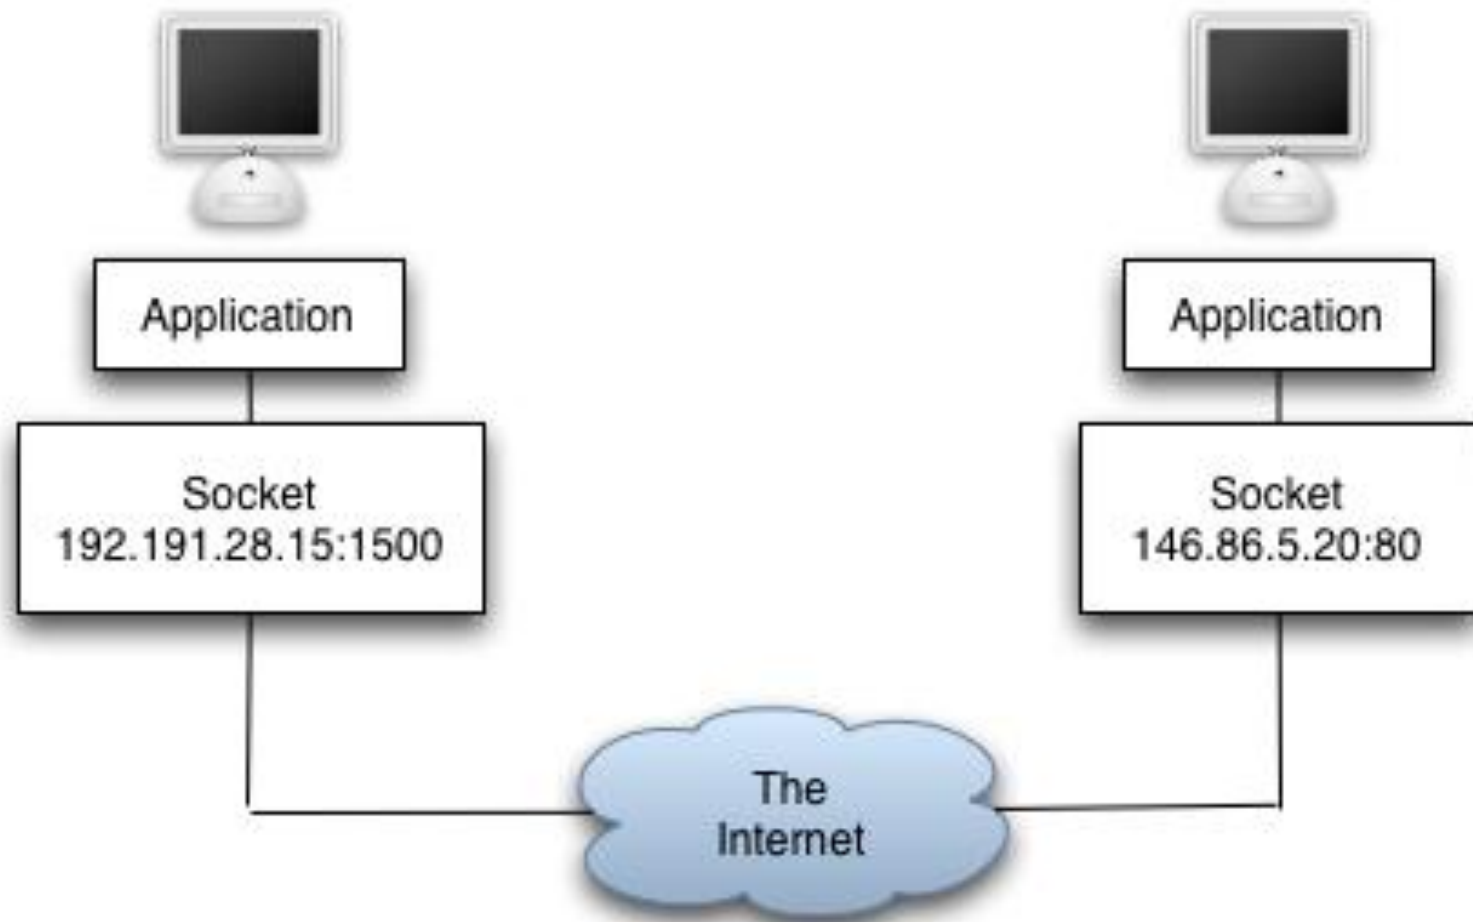 Application
Application
Socket
192.191.28.15:1500
Socket
146.86.5.20:80
The
Internet